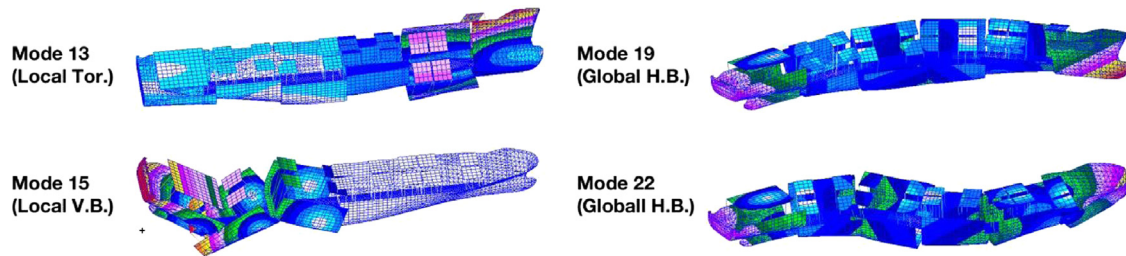 Mode 13
(Local Tor.)
Mode 19
(Global H.B.)
Mode 15
(Local V.B.)
Mode 22
(Globall H.B.)